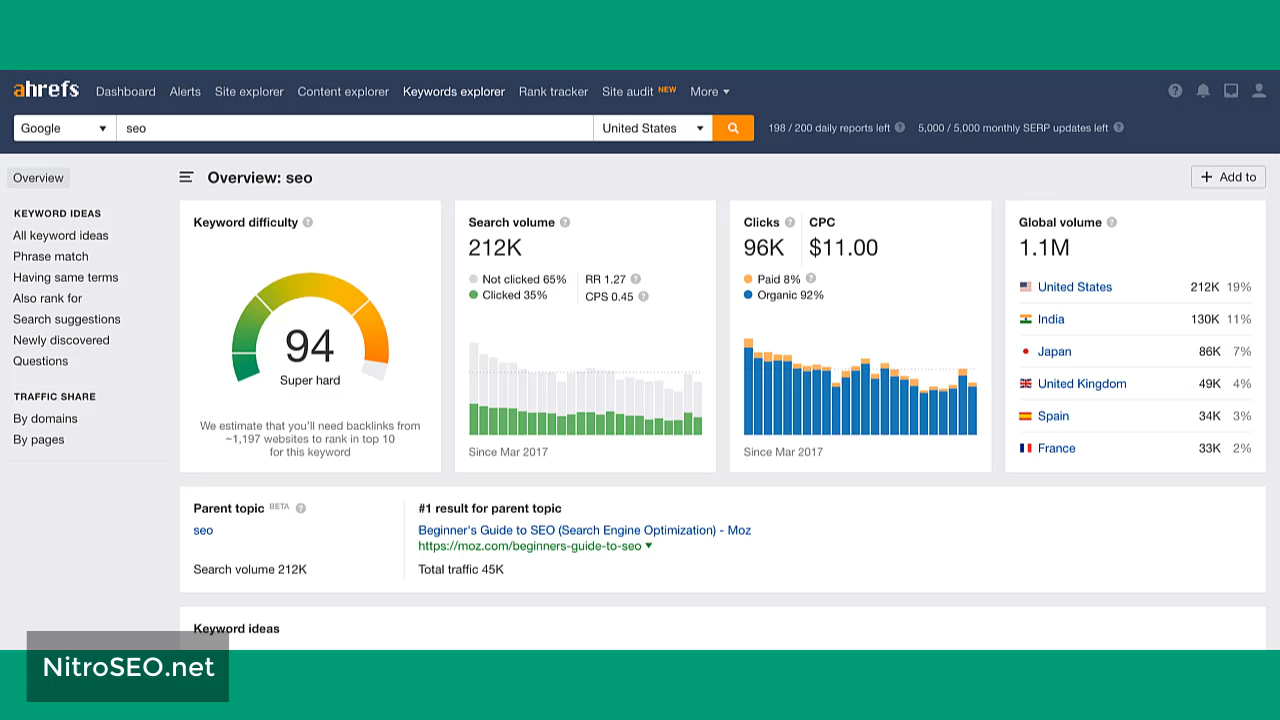 ahrefs Dashboard Alerts Site explorer Content explorer Keywords explorer Rank tracker Site audit NEW More
Google seo United States 198 / 200 daily reports left 5,000 / 5,000 monthly SERP updates left
Overview
KEYWORD IDEAS
All keyword ideas
Phrase match
Having same terms
Also rank for
Search suggestions
Newly discovered
Questions
TRAFFIC SHARE
By domains
By pages
Overview: seo
+ Add to
Keyword difficulty
94
Super hard
We estimate that you'll need backlinks from
~1,197 websites to rank in top 10
for this keyword
Search volume
212K
Not clicked 65% RR 1.27
Clicked 35% CPS 0.45
Since Mar 2017
Clicks CPC
96K $11.00
Paid 8%
Organic 92%
Since Mar 2017
Global volume
1.1M
United States 212K 19%
India 130K 11%
Japan 86K 7%
United Kingdom 49K 4%
Spain 34K 3%
France 33K 2%
Parent topic BETA
seo
Search volume 212K
#1 result for parent topic
Beginner's Guide to SEO (Search Engine Optimization) - Moz
https://moz.com/beginners-guide-to-seo
Total traffic 45K
Keyword ideas
NitroSEO.net